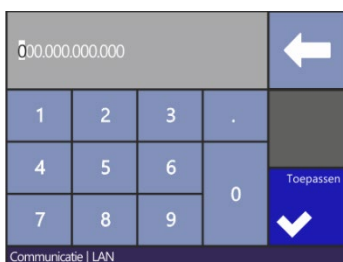 000.000.000.000
1 2 3 .
4 5 6
0
Toepassen
7 8 9
Communicatie | LAN